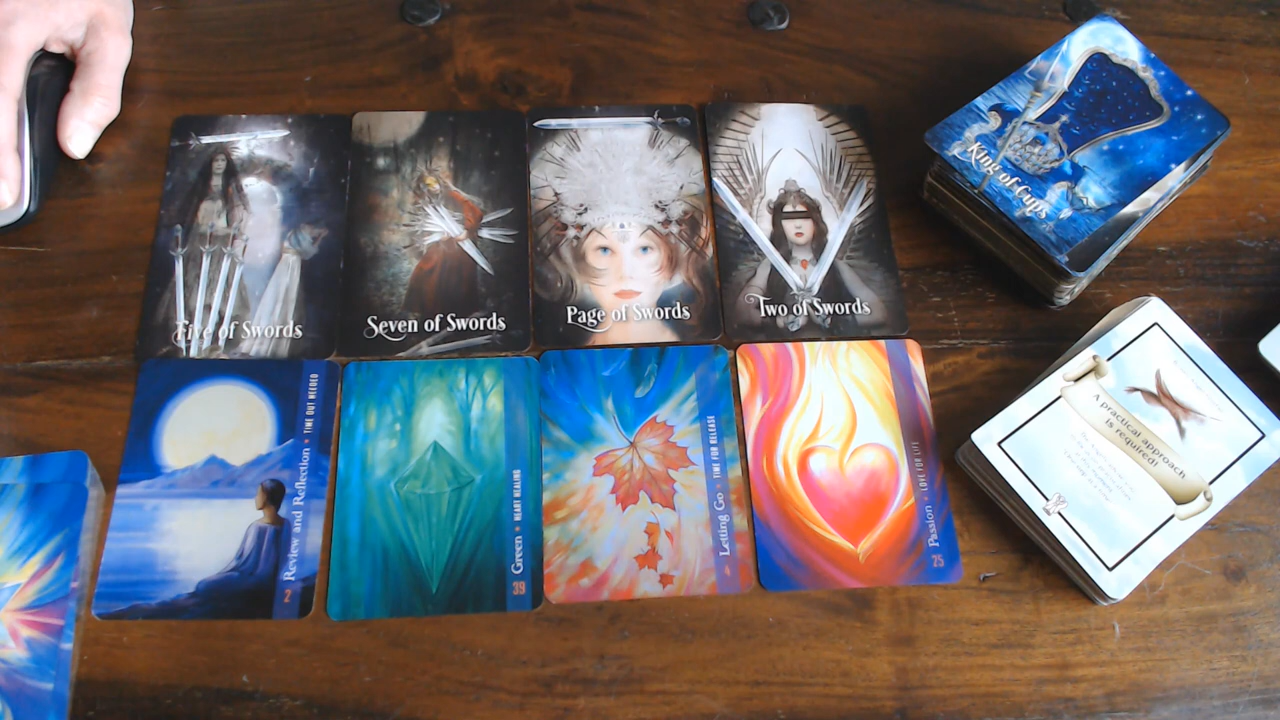 Five of Swords
Seven of Swords
Page of Swords
Two of Swords
King of Cups
2 Review and Reflection • TIME OUT NEEDED
39 Green • HEART HEALING
4 Letting Go • TIME FOR RELEASE
25 Passion • LOVE FOR LIFE
A practical approach
is required!